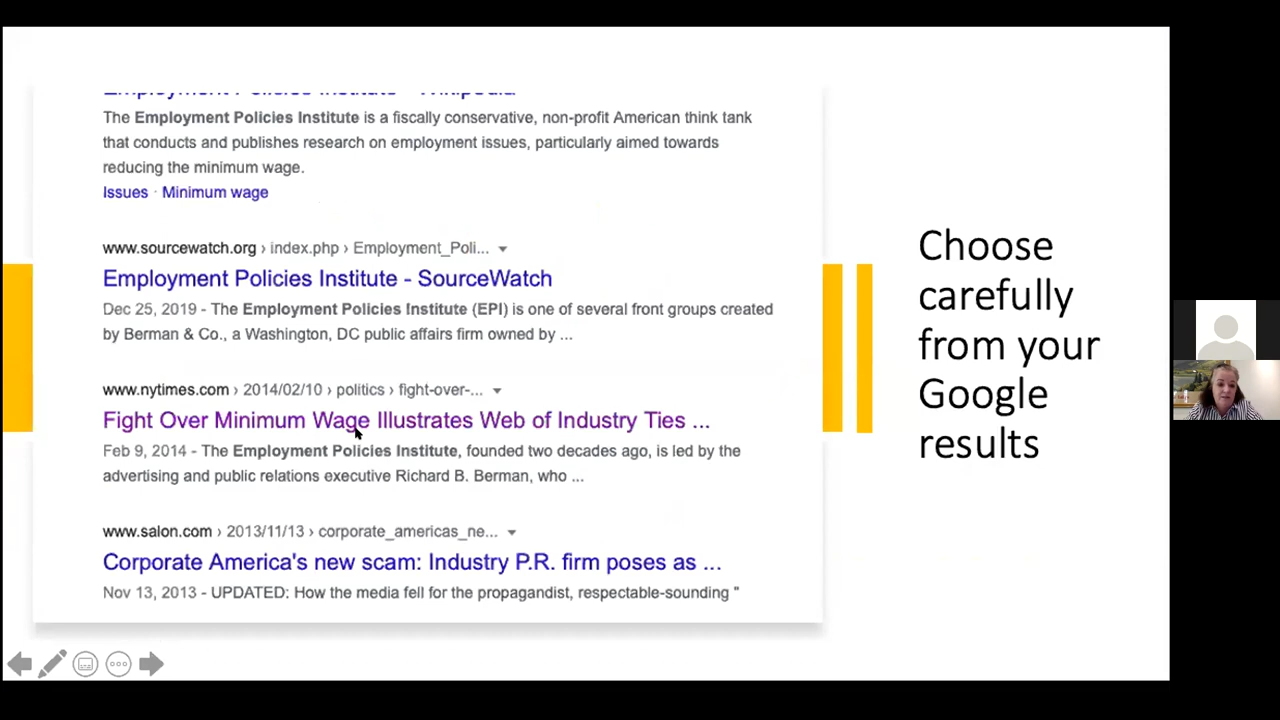 Employment Policies Institute - Wikipedia
The Employment Policies Institute is a fiscally conservative, non-profit American think tank
that conducts and publishes research on employment issues, particularly aimed towards
reducing the minimum wage.
Issues · Minimum wage
www.sourcewatch.org › index.php › Employment_Poli...
Employment Policies Institute - SourceWatch
Dec 25, 2019 - The Employment Policies Institute (EPI) is one of several front groups created
by Berman & Co., a Washington, DC public affairs firm owned by ...
www.nytimes.com › 2014/02/10 › politics › fight-over-...
Fight Over Minimum Wage Illustrates Web of Industry Ties ...
Feb 9, 2014 - The Employment Policies Institute, founded two decades ago, is led by the
advertising and public relations executive Richard B. Berman, who ...
www.salon.com › 2013/11/13 › corporate_americas_ne...
Corporate America's new scam: Industry P.R. firm poses as ...
Nov 13, 2013 - UPDATED: How the media fell for the propagandist, respectable-sounding "
Choose
carefully
from your
Google
results